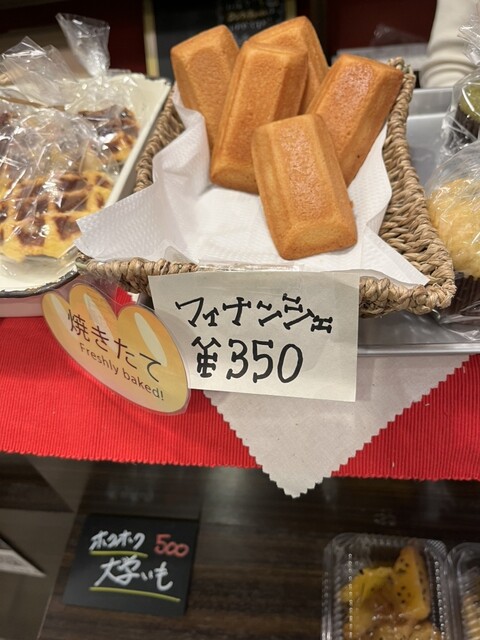 焼きたて
Freshly baked!
フィナンシェ
¥350
ホクホク 500
大学いも